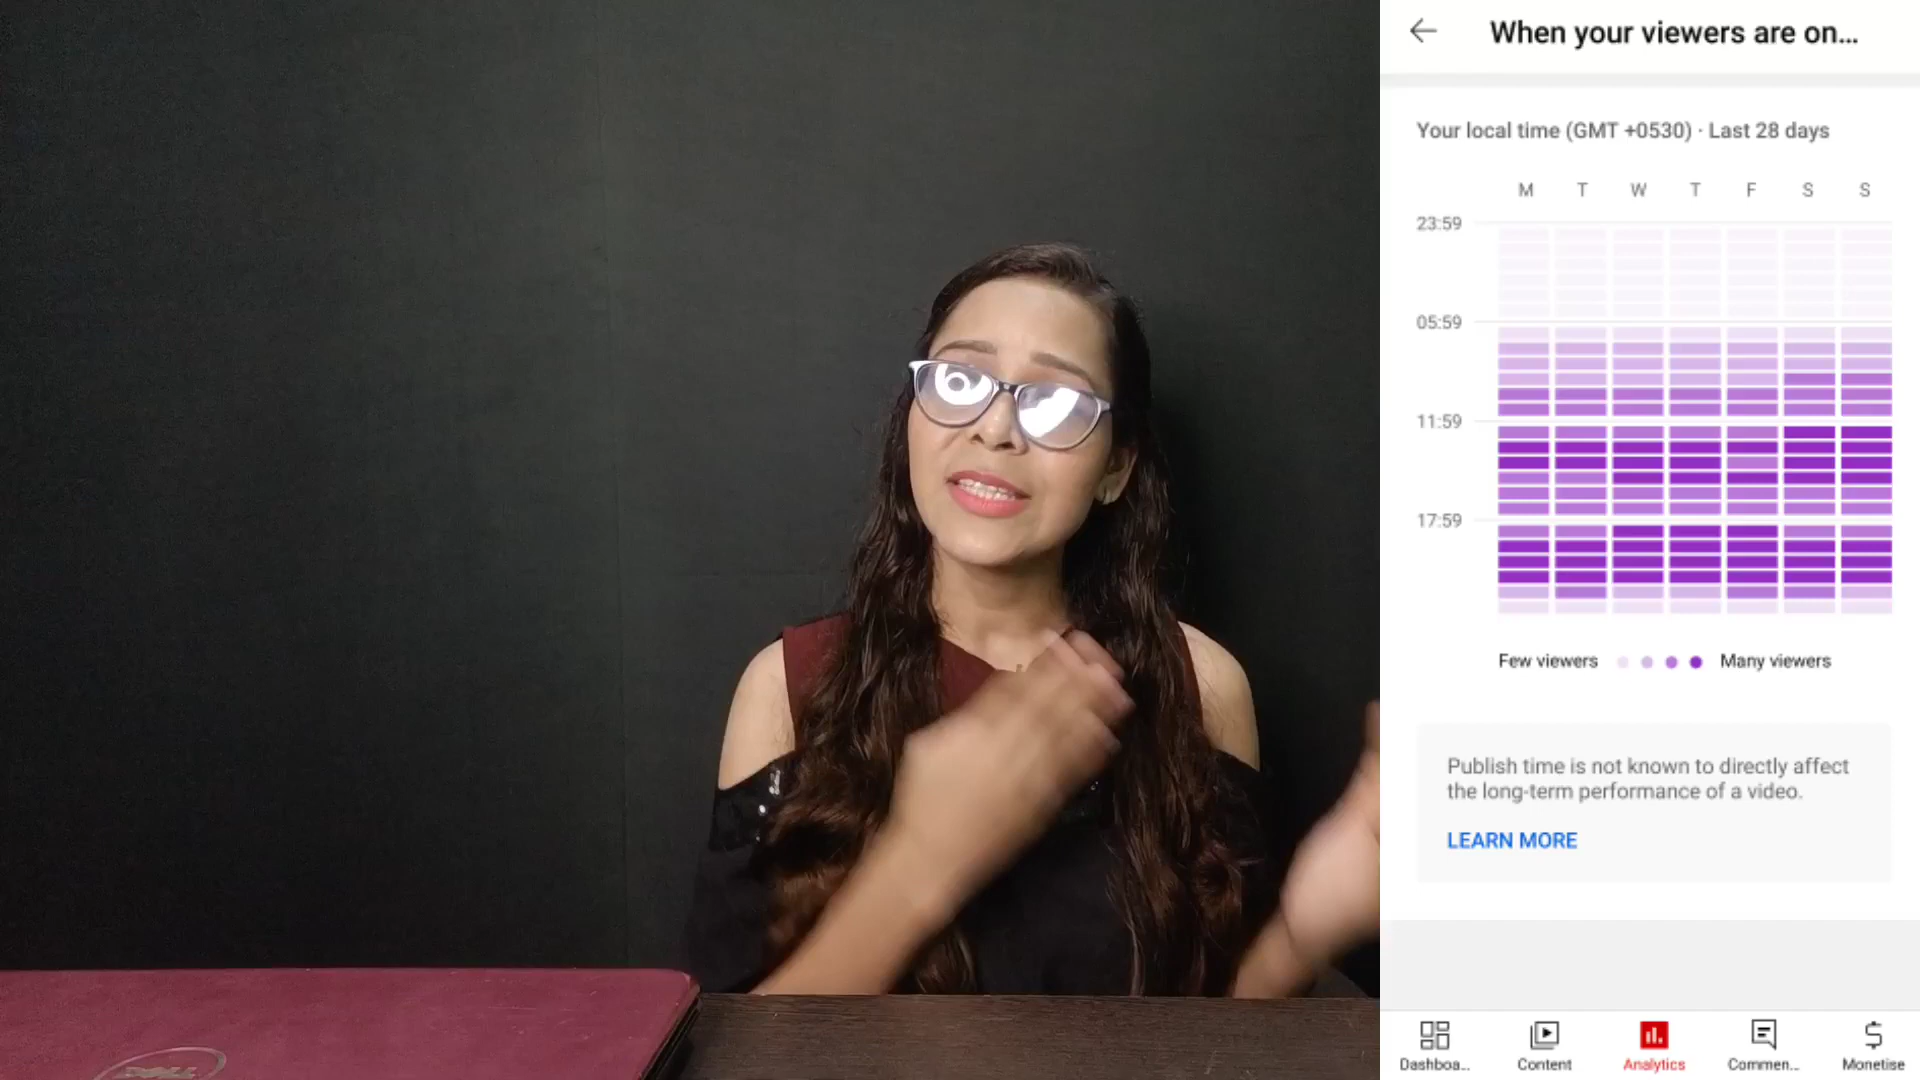 When your viewers are on...
Your local time (GMT +0530) · Last 28 days
M T W T F S S
23:59
05:59
11:59
17:59
Few viewers Many viewers
Publish time is not known to directly affect
the long-term performance of a video.
LEARN MORE
Dashboa... Content Analytics Commen... Monetise
DELL